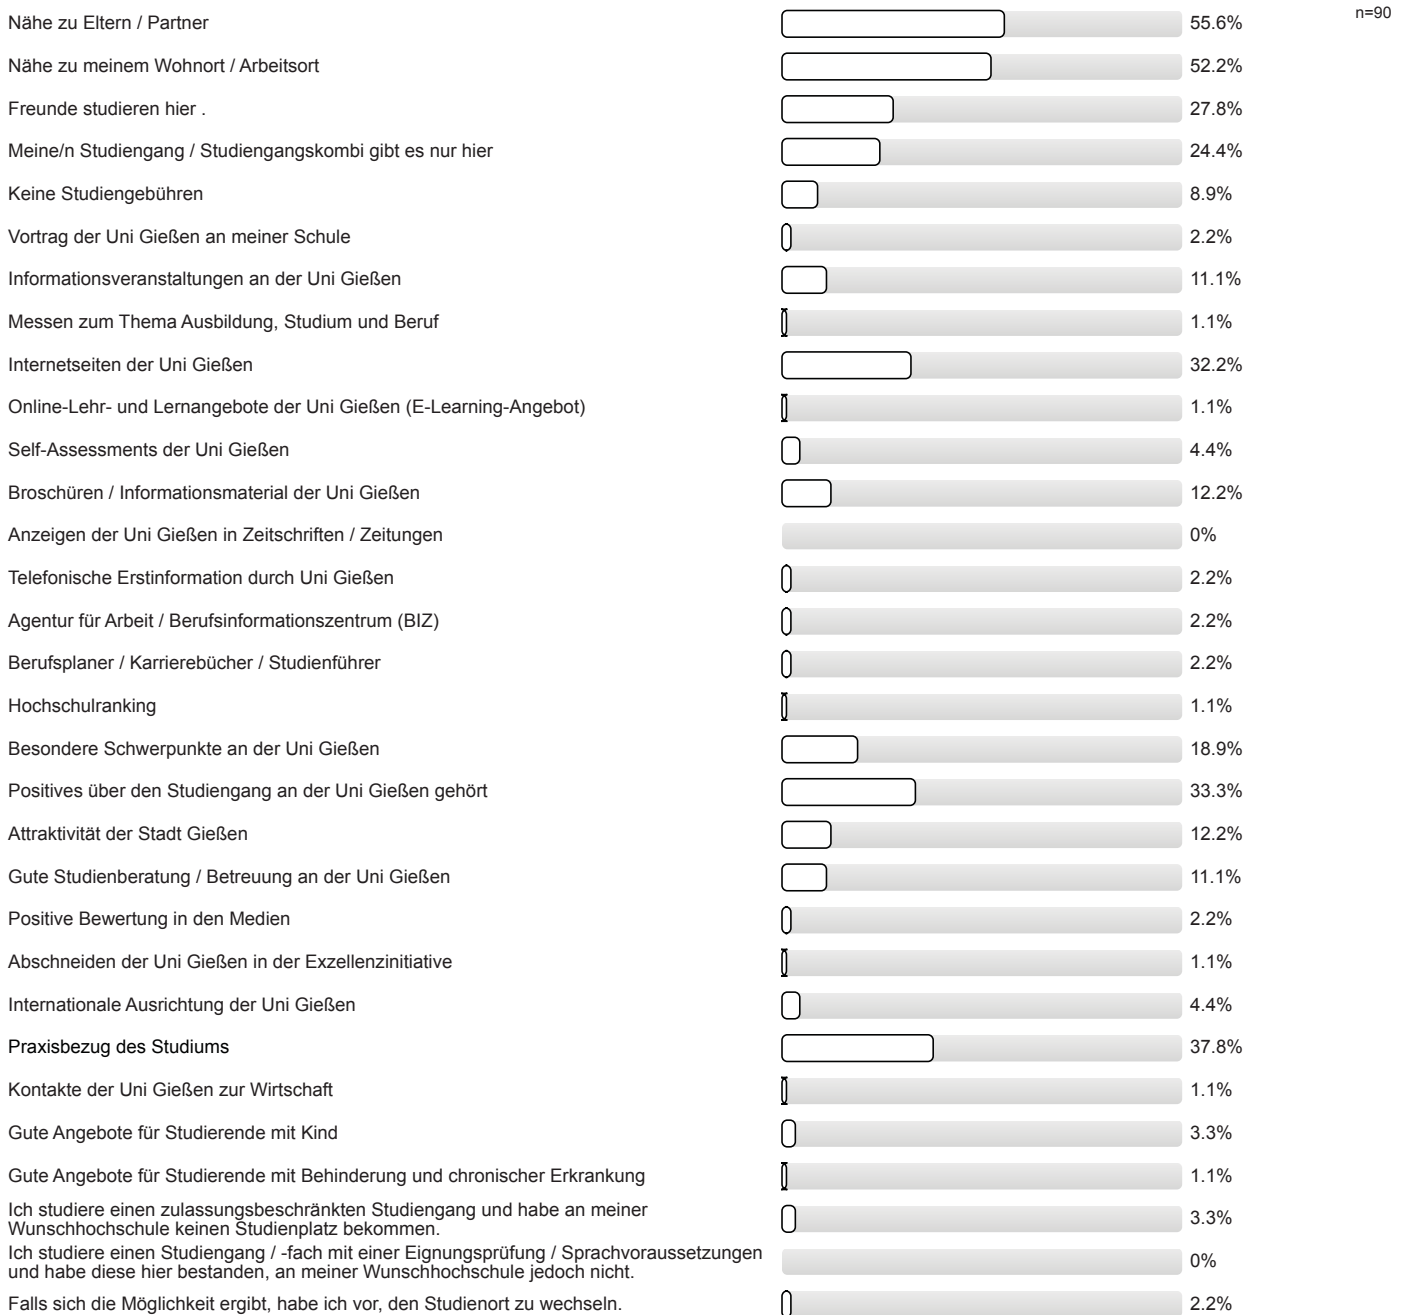 n=90
Nähe zu Eltern / Partner 55.6%
Nähe zu meinem Wohnort / Arbeitsort 52.2%
Freunde studieren hier . 27.8%
Meine/n Studiengang / Studiengangskombi gibt es nur hier 24.4%
Keine Studiengebühren 8.9%
Vortrag der Uni Gießen an meiner Schule 2.2%
Informationsveranstaltungen an der Uni Gießen 11.1%
Messen zum Thema Ausbildung, Studium und Beruf 1.1%
Internetseiten der Uni Gießen 32.2%
Online-Lehr- und Lernangebote der Uni Gießen (E-Learning-Angebot) 1.1%
Self-Assessments der Uni Gießen 4.4%
Broschüren / Informationsmaterial der Uni Gießen 12.2%
Anzeigen der Uni Gießen in Zeitschriften / Zeitungen 0%
Telefonische Erstinformation durch Uni Gießen 2.2%
Agentur für Arbeit / Berufsinformationszentrum (BIZ) 2.2%
Berufsplaner / Karrierebücher / Studienführer 2.2%
Hochschulranking 1.1%
Besondere Schwerpunkte an der Uni Gießen 18.9%
Positives über den Studiengang an der Uni Gießen gehört 33.3%
Attraktivität der Stadt Gießen 12.2%
Gute Studienberatung / Betreuung an der Uni Gießen 11.1%
Positive Bewertung in den Medien 2.2%
Abschneiden der Uni Gießen in der Exzellenzinitiative 1.1%
Internationale Ausrichtung der Uni Gießen 4.4%
Praxisbezug des Studiums 37.8%
Kontakte der Uni Gießen zur Wirtschaft 1.1%
Gute Angebote für Studierende mit Kind 3.3%
Gute Angebote für Studierende mit Behinderung und chronischer Erkrankung 1.1%
Ich studiere einen zulassungsbeschränkten Studiengang und habe an meiner
Wunschhochschule keinen Studienplatz bekommen. 3.3%
Ich studiere einen Studiengang / -fach mit einer Eignungsprüfung / Sprachvoraussetzungen
und habe diese hier bestanden, an meiner Wunschhochschule jedoch nicht. 0%
Falls sich die Möglichkeit ergibt, habe ich vor, den Studienort zu wechseln. 2.2%